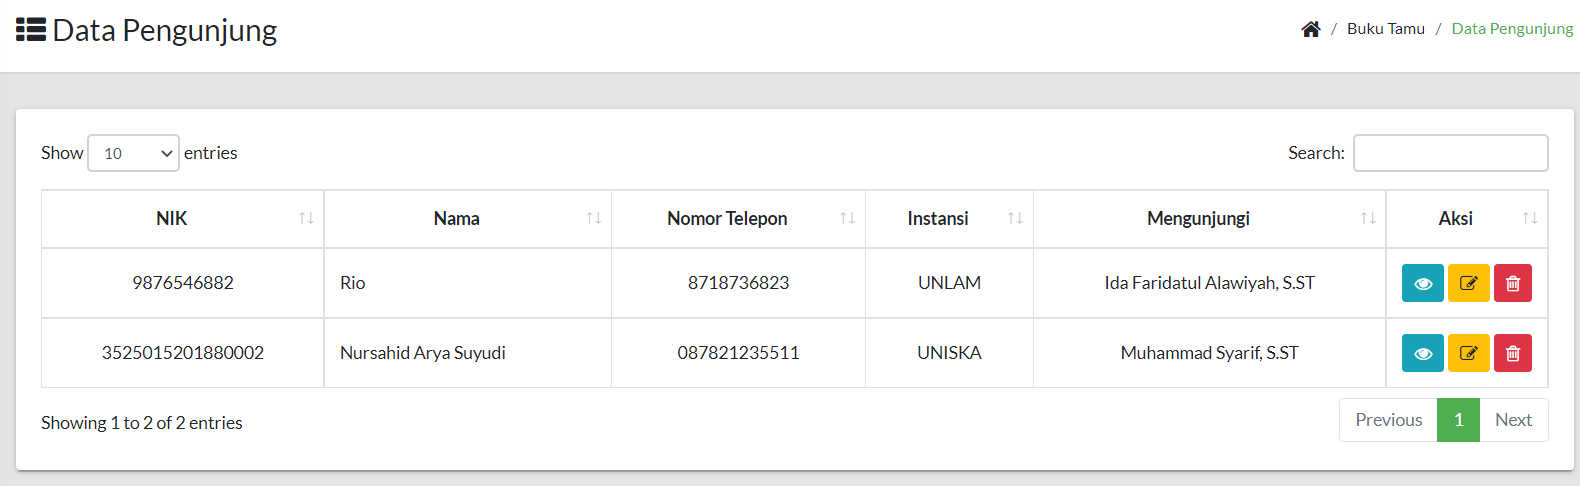 Data Pengunjung
/ Buku Tamu / Data Pengunjung
Show 10 entries
Search:
NIK Nama Nomor Telepon Instansi Mengunjungi Aksi
9876546882 Rio 8718736823 UNLAM Ida Faridatul Alawiyah, S.ST
3525015201880002 Nursahid Arya Suyudi 087821235511 UNISKA Muhammad Syarif, S.ST
Showing 1 to 2 of 2 entries
Previous 1 Next